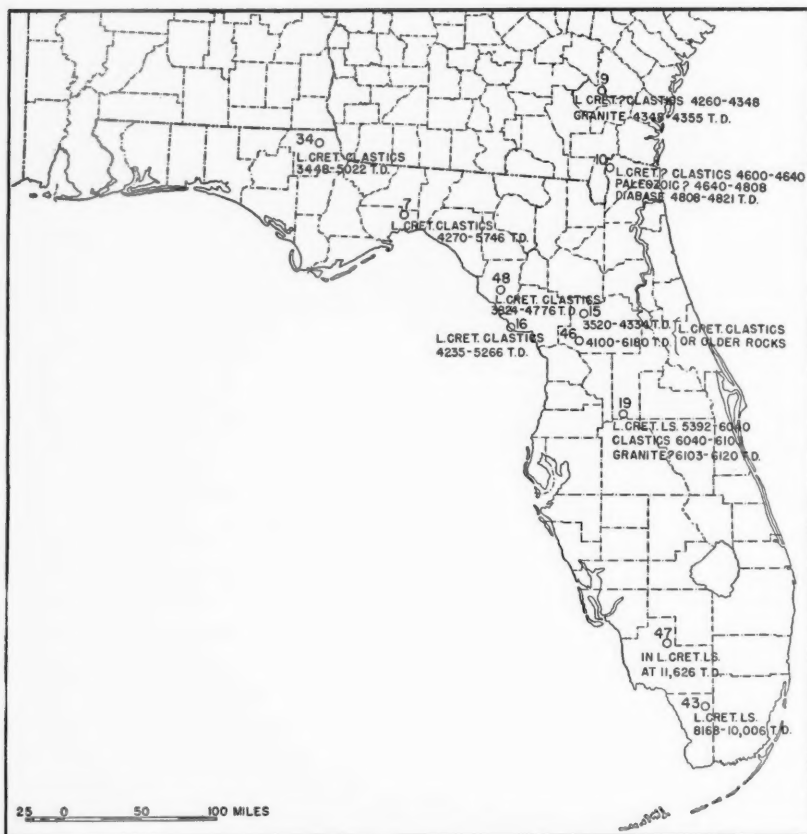 9
L.CRET.?CLASTICS 4260-4348
GRANITE 4348-4355 T.D.
34
L.CRET.CLASTICS
3448-5022 T.D.
10
L.CRET.? CLASTICS 4600-4640
PALEOZOIC ? 4640-4808
DIABASE 4808-4821 T.D.
7
L.CRET.CLASTICS
4270-5746 T.D.
48
L.CRET.CLASTICS
3824-4776 T.D.
15
3520-4334 T.D.
16
L.CRET.CLASTICS
4235-5266 T.D.
46
4100-6180 T.D.
L.CRET.CLASTICS
OR OLDER ROCKS
19
L.CRET.LS. 5392-6040
CLASTICS 6040-610
GRANITE?6103-6120 T.D.
47
IN L.CRET.LS.
AT 11,626 T.D.
43
L.CRET.LS.
8168-10,006 T.D.
25 0 50 100 MILES